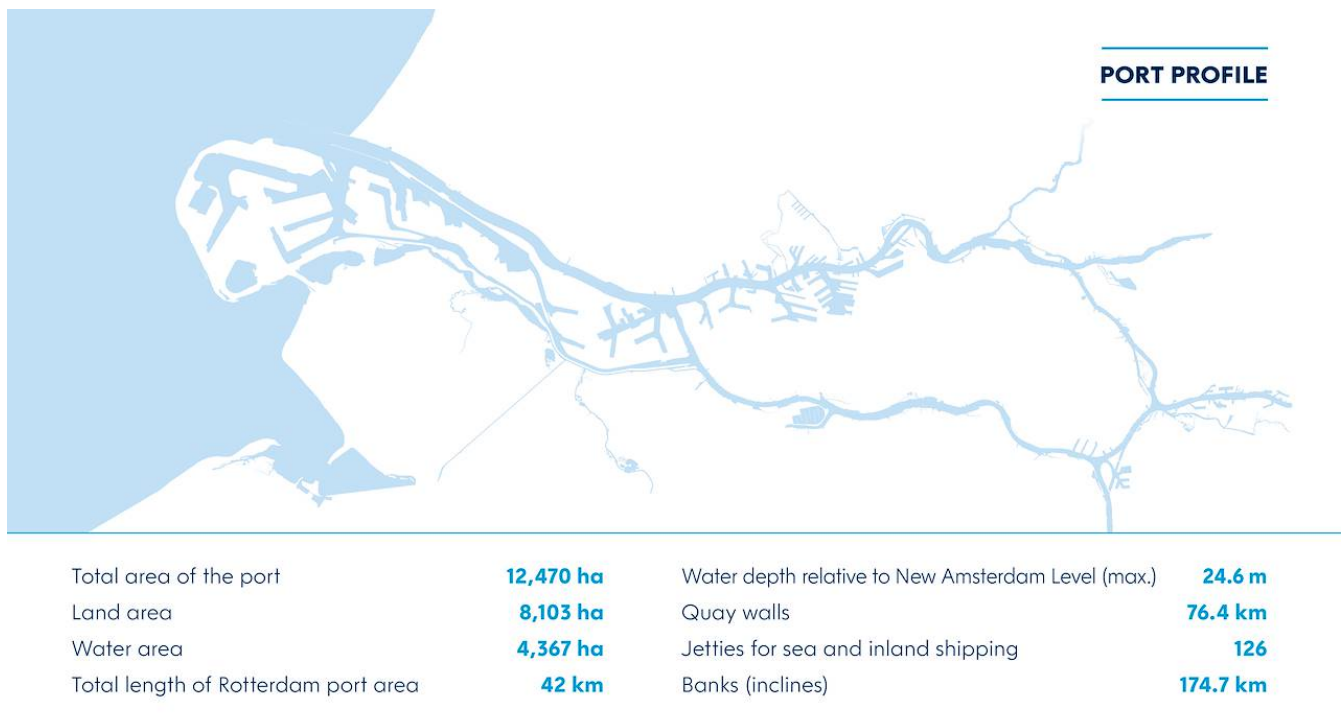 PORT PROFILE
Total area of the port 12,470 ha
Land area 8,103 ha
Water area 4,367 ha
Total length of Rotterdam port area 42 km
Water depth relative to New Amsterdam Level (max.) 24.6 m
Quay walls 76.4 km
Jetties for sea and inland shipping 126
Banks (inclines) 174.7 km